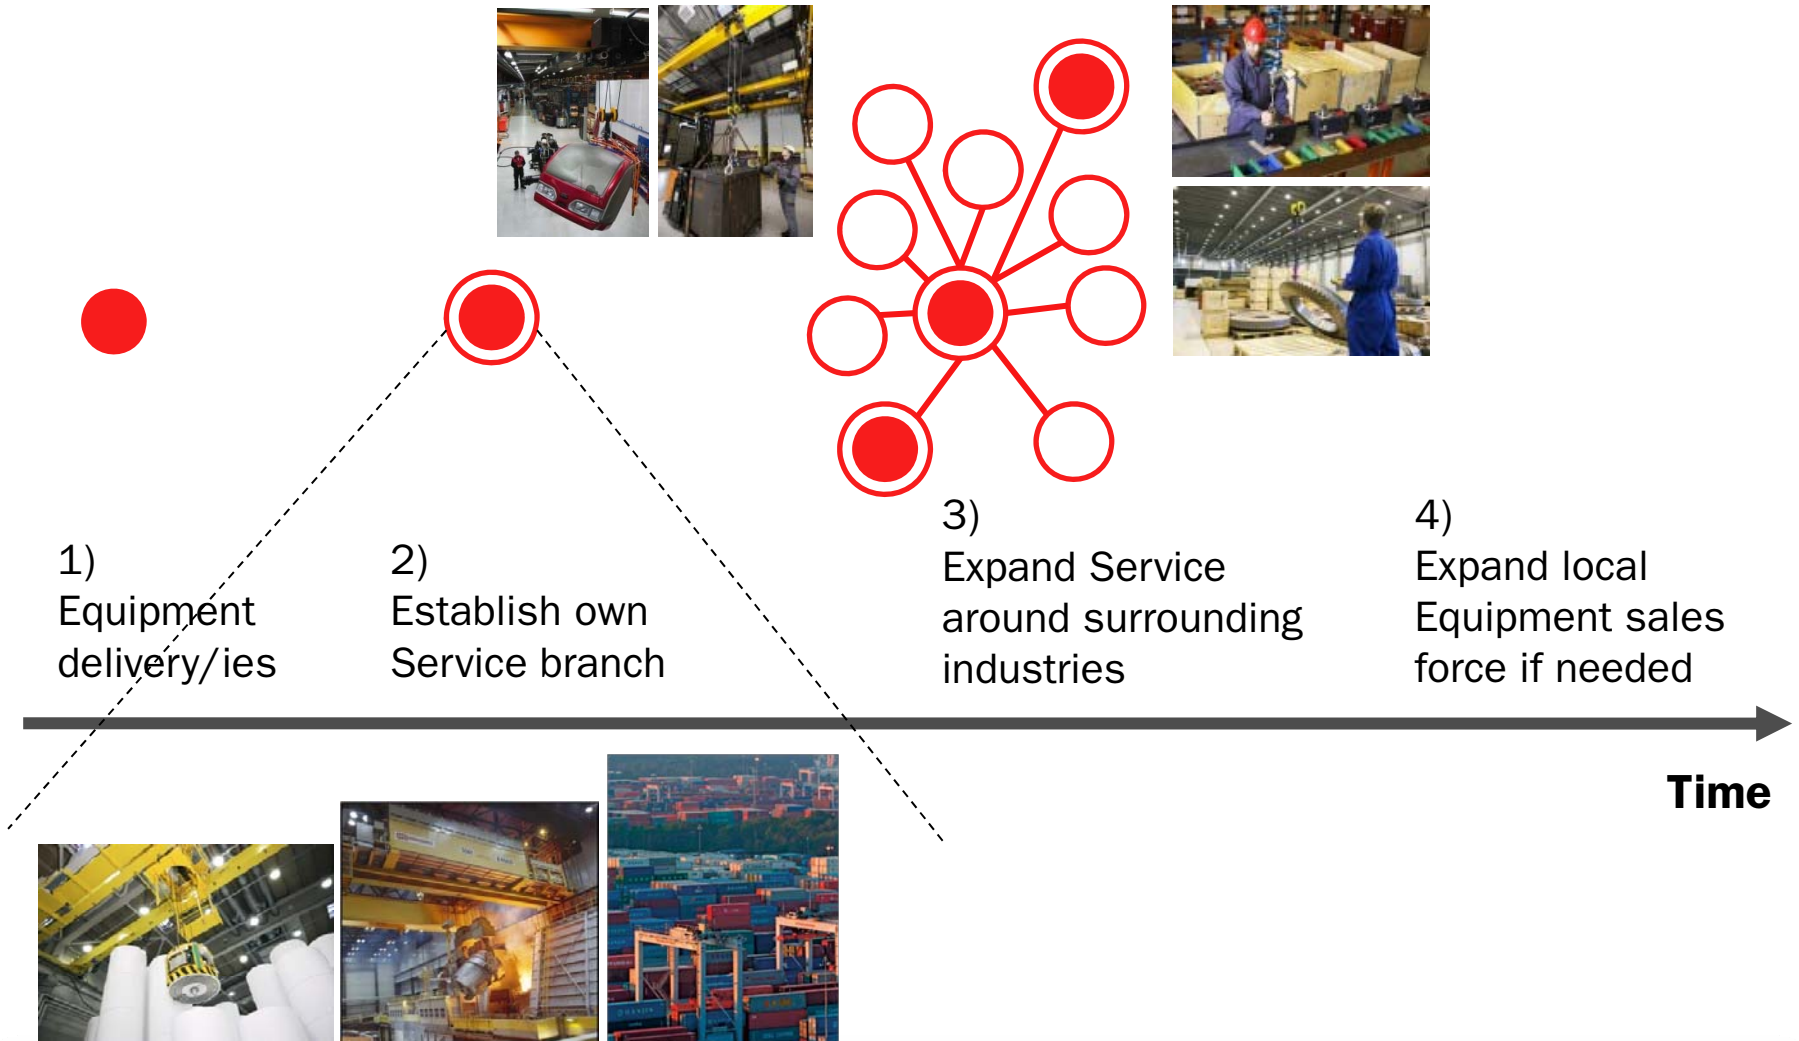 1)
Equipment
delivery/ies
2)
Establish own
Service branch
3)
Expand Service
around surrounding
industries
4)
Expand local
Equipment sales
force if needed
Time